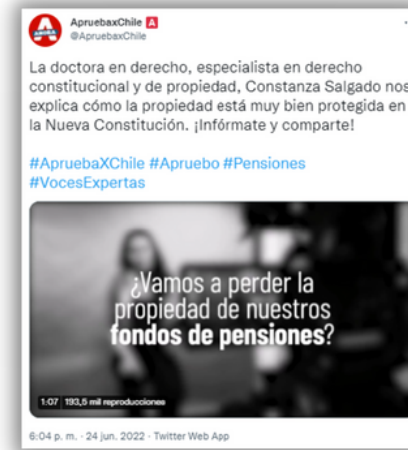 ApruebaxChile A
@ApruebaxChile
La doctora en derecho, especialista en derecho
constitucional y de propiedad, Constanza Salgado nos
explica cómo la propiedad está muy bien protegida en
la Nueva Constitución. ¡Infórmate y comparte!
#ApruebaXChile #Apruebo #Pensiones
#VocesExpertas
¿Vamos a perder la
propiedad de nuestros
fondos de pensiones?
1:07 193,5 mil reproducciones
6:04 p. m. · 24 jun. 2022 · Twitter Web App